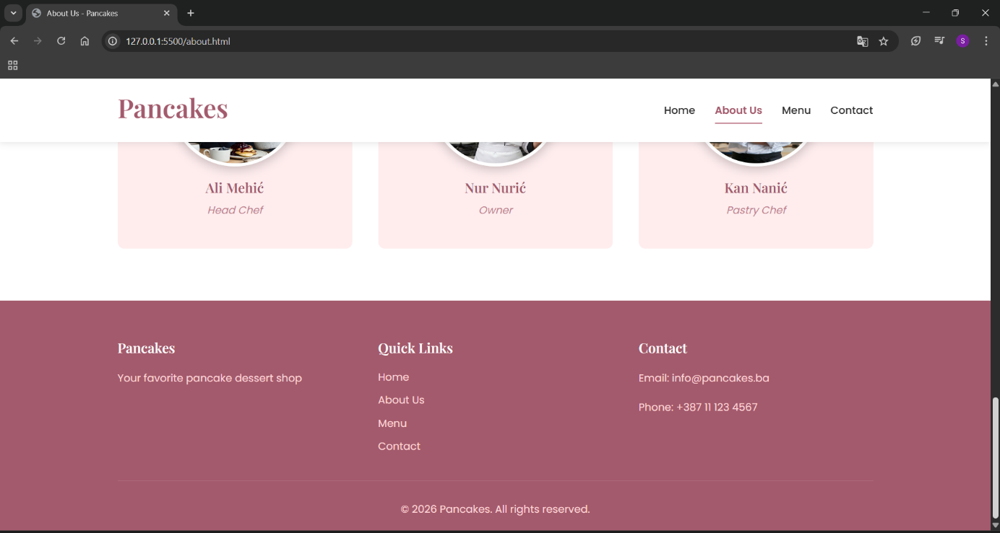 About Us - Pancakes
127.0.0.1:5500/about.html
S
Pancakes
Home About Us Menu Contact
Ali Mehić
Head Chef
Nur Nurić
Owner
Kan Nanić
Pastry Chef
Pancakes
Your favorite pancake dessert shop
Quick Links
Home
About Us
Menu
Contact
Contact
Email: info@pancakes.ba
Phone: +387 11 123 4567
© 2026 Pancakes. All rights reserved.